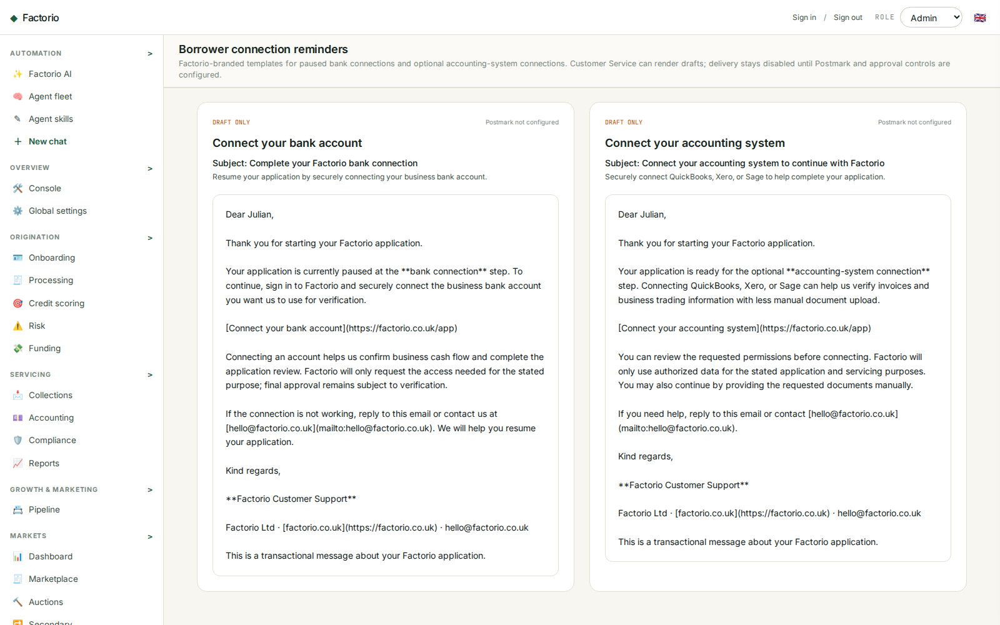 Factorio
Sign in / Sign out ROLE Admin
AUTOMATION >
Factorio AI
Agent fleet
Agent skills
New chat
OVERVIEW >
Console
Global settings
ORIGINATION >
Onboarding
Processing
Credit scoring
Risk
Funding
SERVICING >
Collections
Accounting
Compliance
Reports
GROWTH & MARKETING >
Pipeline
MARKETS >
Dashboard
Marketplace
Auctions
Secondary
Borrower connection reminders
Factorio-branded templates for paused bank connections and optional accounting-system connections. Customer Service can render drafts; delivery stays disabled until Postmark and approval controls are
configured.
DRAFT ONLY
Postmark not configured
Connect your bank account
Subject: Complete your Factorio bank connection
Resume your application by securely connecting your business bank account.
Dear Julian,
Thank you for starting your Factorio application.
Your application is currently paused at the **bank connection** step. To
continue, sign in to Factorio and securely connect the business bank account
you want us to use for verification.
[Connect your bank account](https://factorio.co.uk/app)
Connecting an account helps us confirm business cash flow and complete the
application review. Factorio will only request the access needed for the stated
purpose; final approval remains subject to verification.
If the connection is not working, reply to this email or contact us at
[hello@factorio.co.uk](mailto:hello@factorio.co.uk). We will help you resume
your application.
Kind regards,
**Factorio Customer Support**
Factorio Ltd · [factorio.co.uk](https://factorio.co.uk) · hello@factorio.co.uk
This is a transactional message about your Factorio application.
DRAFT ONLY
Postmark not configured
Connect your accounting system
Subject: Connect your accounting system to continue with Factorio
Securely connect QuickBooks, Xero, or Sage to help complete your application.
Dear Julian,
Thank you for starting your Factorio application.
Your application is ready for the optional **accounting-system connection**
step. Connecting QuickBooks, Xero, or Sage can help us verify invoices and
business trading information with less manual document upload.
[Connect your accounting system](https://factorio.co.uk/app)
You can review the requested permissions before connecting. Factorio will
only use authorized data for the stated application and servicing purposes.
You may also continue by providing the requested documents manually.
If you need help, reply to this email or contact [hello@factorio.co.uk]
(mailto:hello@factorio.co.uk).
Kind regards,
**Factorio Customer Support**
Factorio Ltd · [factorio.co.uk](https://factorio.co.uk) · hello@factorio.co.uk
This is a transactional message about your Factorio application.